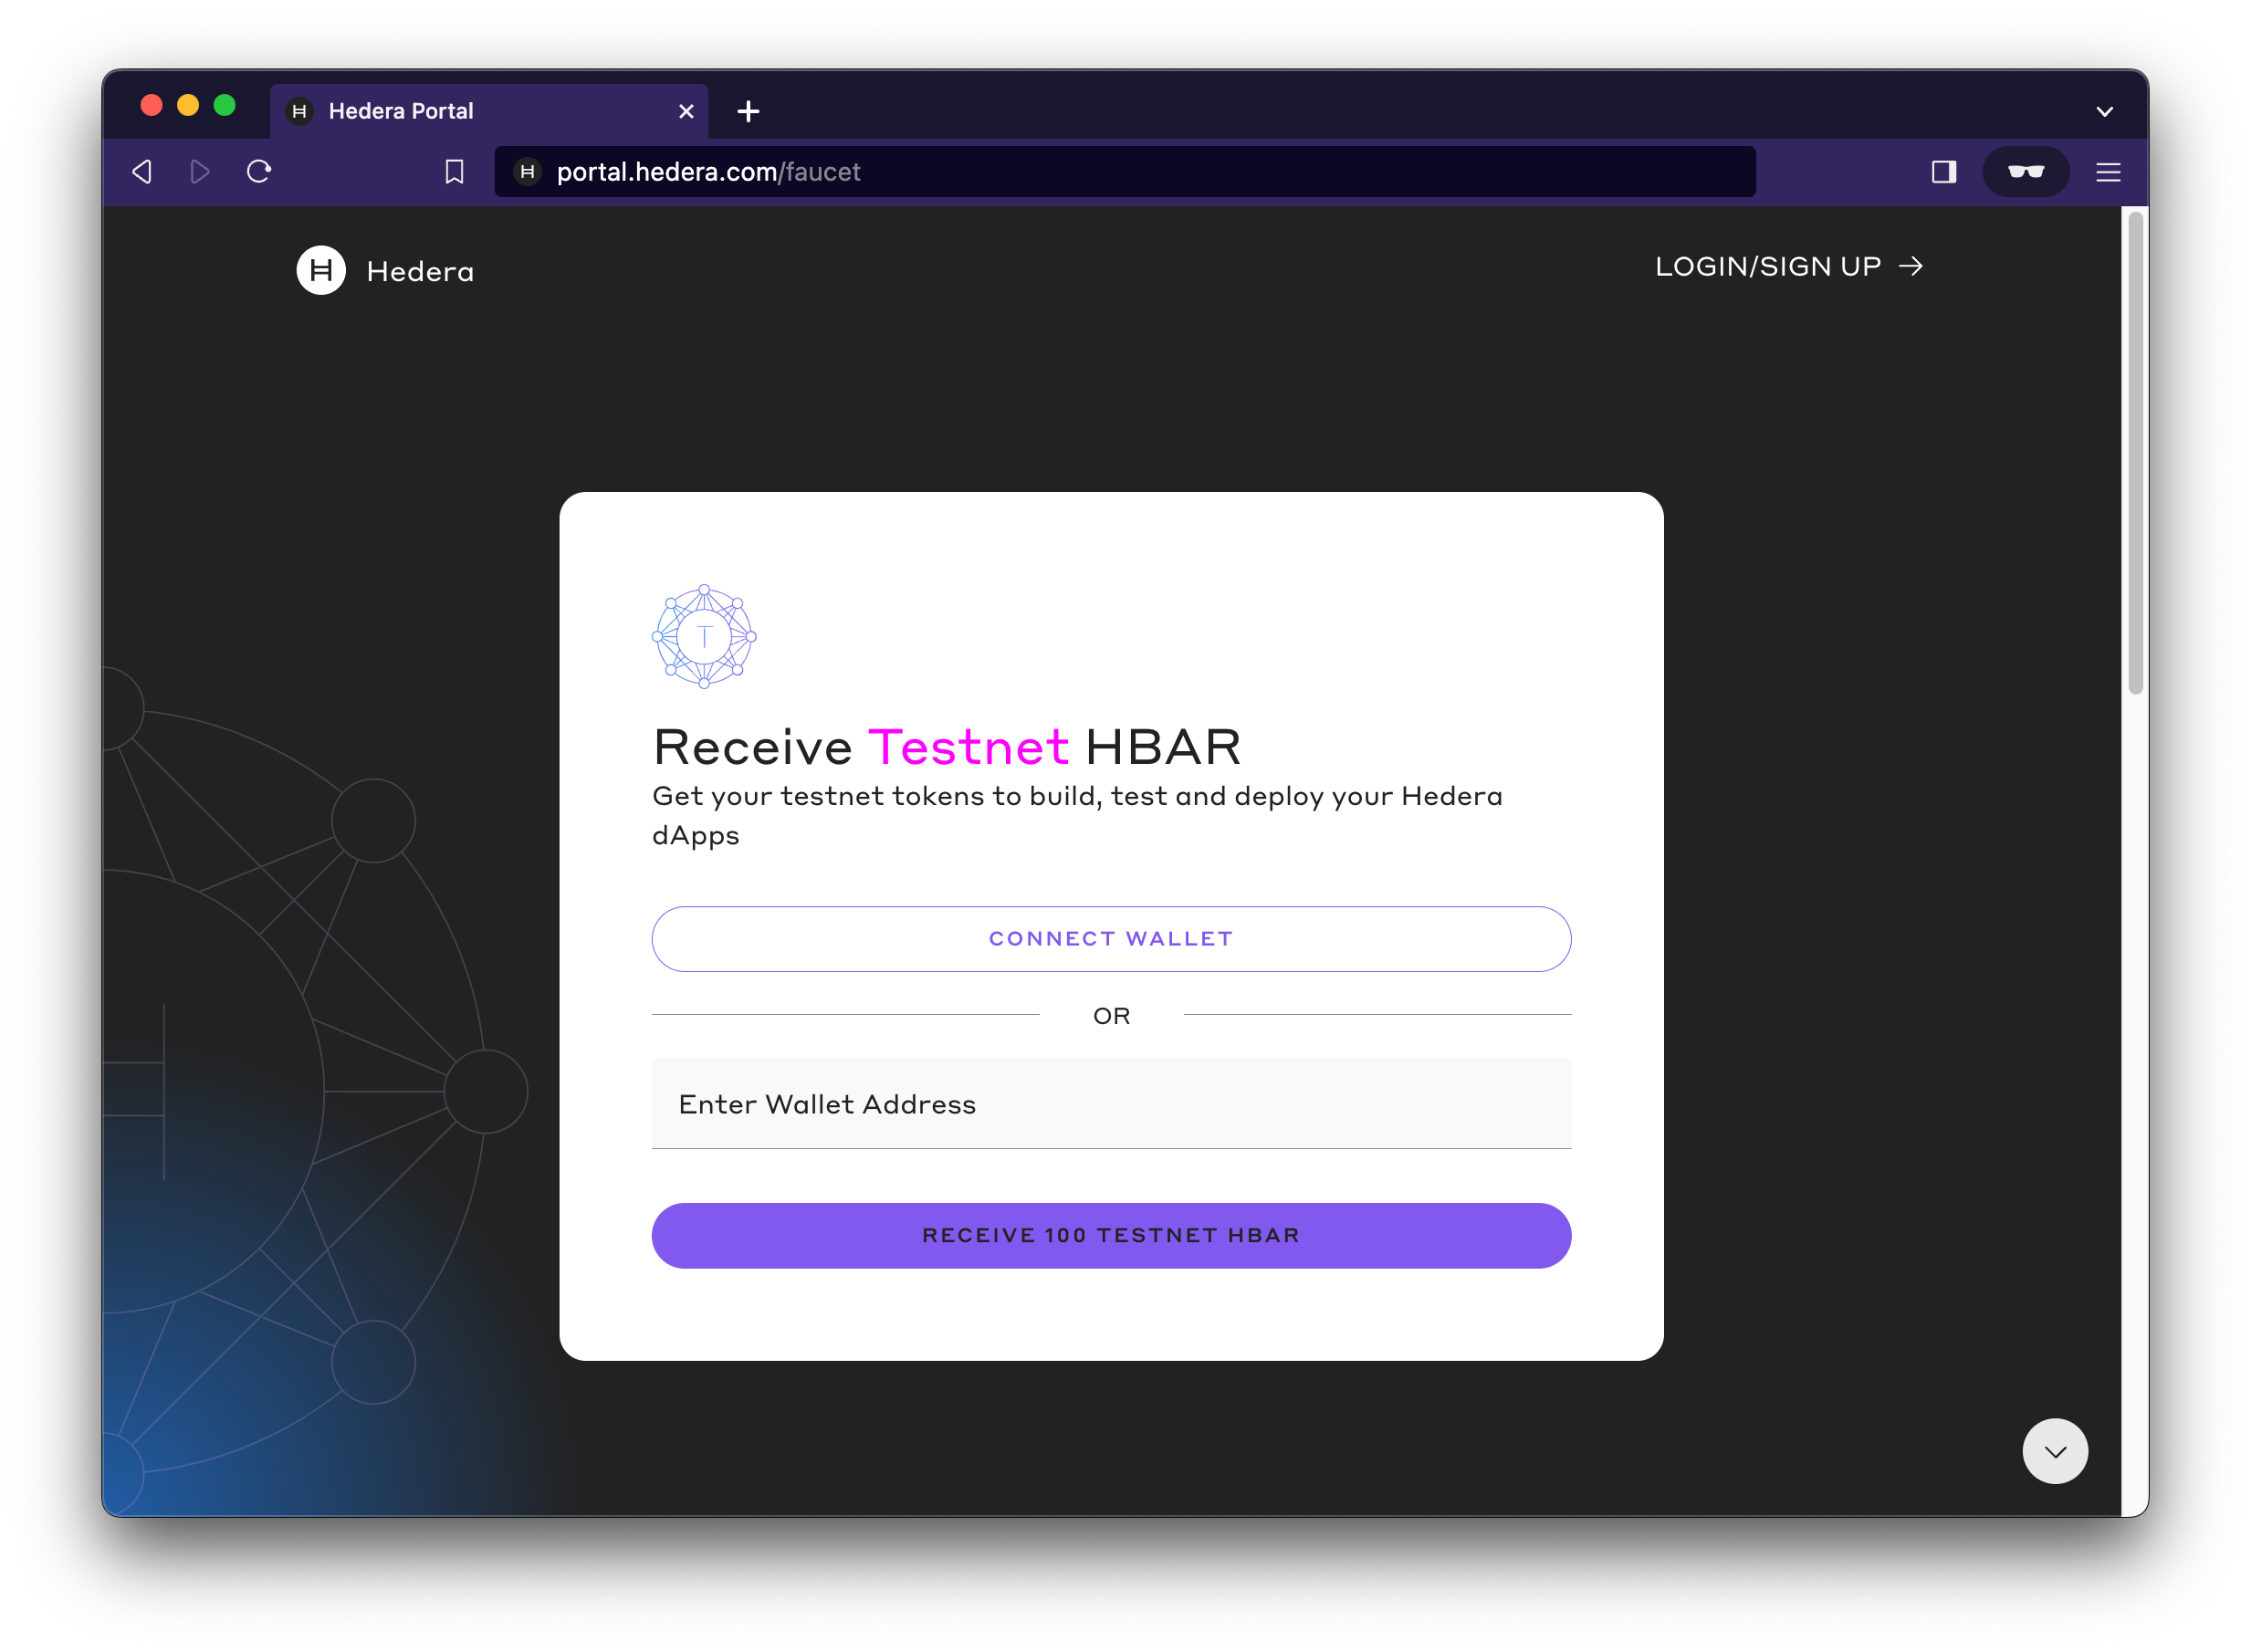 Hedera Portal
portal.hedera.com/faucet
Hedera
LOGIN/SIGN UP →
T
Receive Testnet HBAR
Get your testnet tokens to build, test and deploy your Hedera
dApps
CONNECT WALLET
OR
Enter Wallet Address
RECEIVE 100 TESTNET HBAR